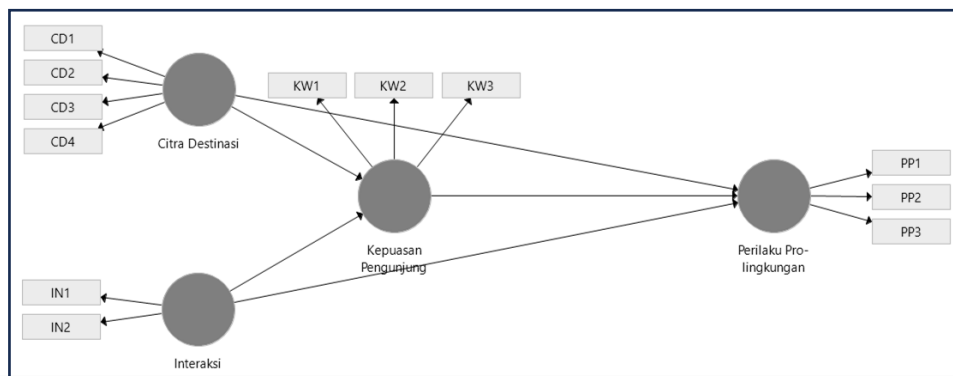 CD1
CD2
CD3
CD4
Citra Destinasi
KW1
KW2
KW3
Kepuasan
Pengunjung
PP1
PP2
PP3
Perilaku Pro-
lingkungan
IN1
IN2
Interaksi